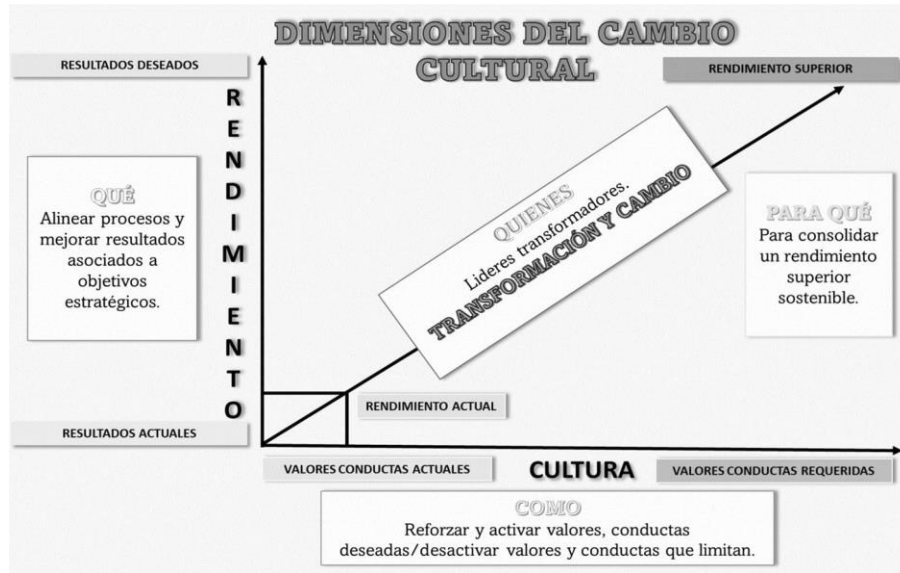 DIMENSIONES DEL CAMBIO
CULTURAL
RESULTADOS DESEADOS
RENDIMIENTO SUPERIOR
RENDIMIENTO
QUÉ
Alinear procesos y
mejorar resultados
asociados a
objetivos
estratégicos.
QUIENES
Lideres transformadores.
TRANSFORMACIÓN Y CAMBIO
PARA QUÉ
Para consolidar
un rendimiento
superior
sostenible.
RENDIMIENTO ACTUAL
RESULTADOS ACTUALES
VALORES CONDUCTAS ACTUALES
CULTURA
VALORES CONDUCTAS REQUERIDAS
COMO
Reforzar y activar valores, conductas
deseadas/desactivar valores y conductas que limitan.